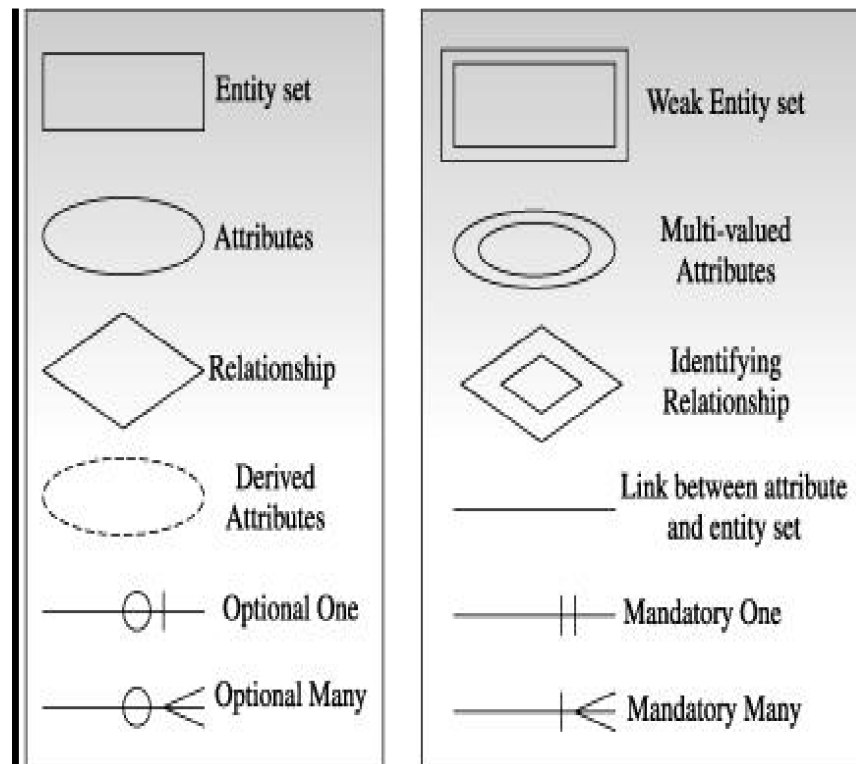 Entity set
Attributes
Relationship
Derived
Attributes
Optional One
Optional Many
Weak Entity set
Multi-valued
Attributes
Identifying
Relationship
Link between attribute
and entity set
Mandatory One
Mandatory Many